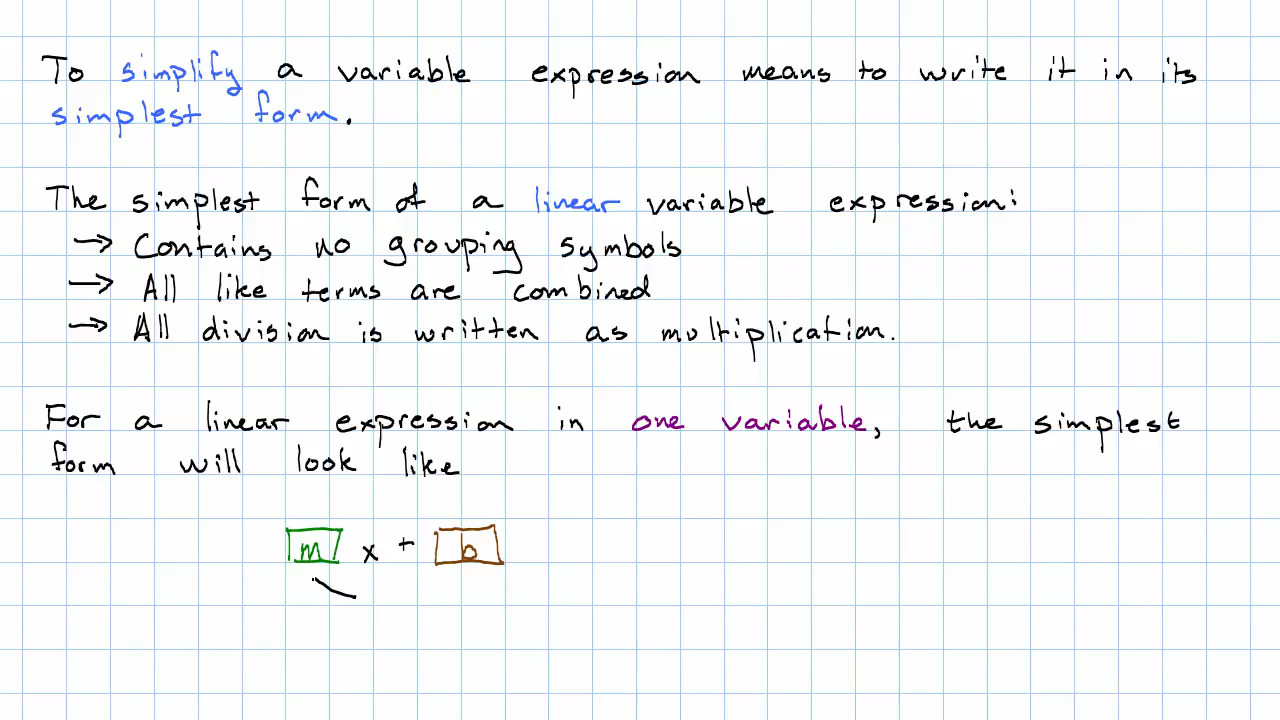 To simplify a variable expression means to write it in its
simplest form.
The simplest form of a linear variable expression:
→ Contains no grouping symbols
→ All like terms are combined
→ All division is written as multiplication.
For a linear expression in one variable, the simplest
form will look like
m x + b